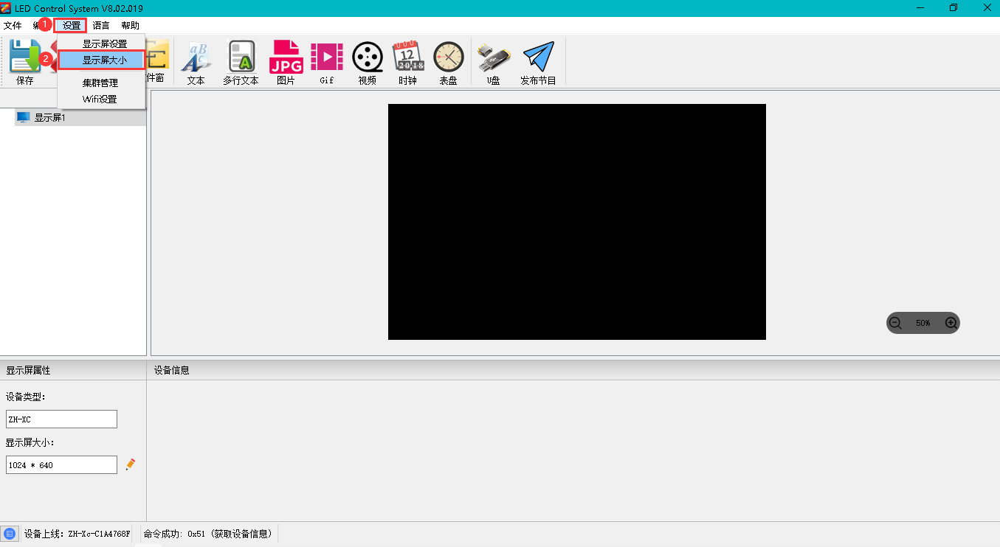 LED Control System V8.02.019
文件 编 1 设置 语言 帮助
显示屏设置
2 显示屏大小
集群管理
Wifi设置
保存 件窗 文本 多行文本 图片 Gif 视频 时钟 表盘 U盘 发布节目
aB
A
JPG
12
2018
显示屏1
50%
显示屏属性 设备信息
设备类型:
ZH-XC
显示屏大小:
1024 * 640
设备上线: ZH-Xc-C1A4768F 命令成功: 0x51 (获取设备信息)